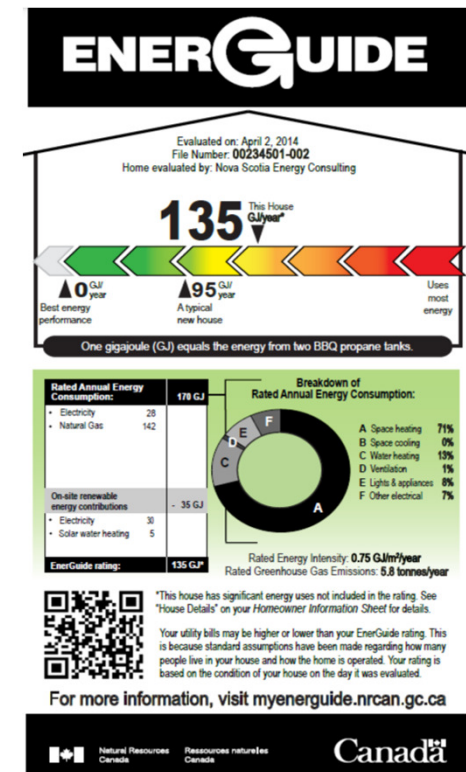 ENERGUIDE
Evaluated on: April 2, 2014
File Number: 00234501-002
Home evaluated by: Nova Scotia Energy Consulting
135 This House GJ/year*
0 GJ/year
Best energy performance
95 GJ/year
A typical new house
Uses most energy
One gigajoule (GJ) equals the energy from two BBQ propane tanks.
Rated Annual Energy Consumption: 170 GJ
• Electricity 28
• Natural Gas 142
On-site renewable energy contributions - 35 GJ
• Electricity 30
• Solar water heating 5
EnerGuide rating: 135 GJ*
Breakdown of
Rated Annual Energy Consumption:
F
E
D
C
A
A Space heating 71%
B Space cooling 0%
C Water heating 13%
D Ventilation 1%
E Lights & appliances 8%
F Other electrical 7%
Rated Energy Intensity: 0.75 GJ/m²/year
Rated Greenhouse Gas Emissions: 5.8 tonnes/year
*This house has significant energy uses not included in the rating. See
"House Details" on your Homeowner Information Sheet for details.
Your utility bills may be higher or lower than your EnerGuide rating. This
is because standard assumptions have been made regarding how many
people live in your house and how the home is operated. Your rating is
based on the condition of your house on the day it was evaluated.
For more information, visit myenerguide.nrcan.gc.ca
Natural Resources Canada
Ressources naturelles Canada
Canada